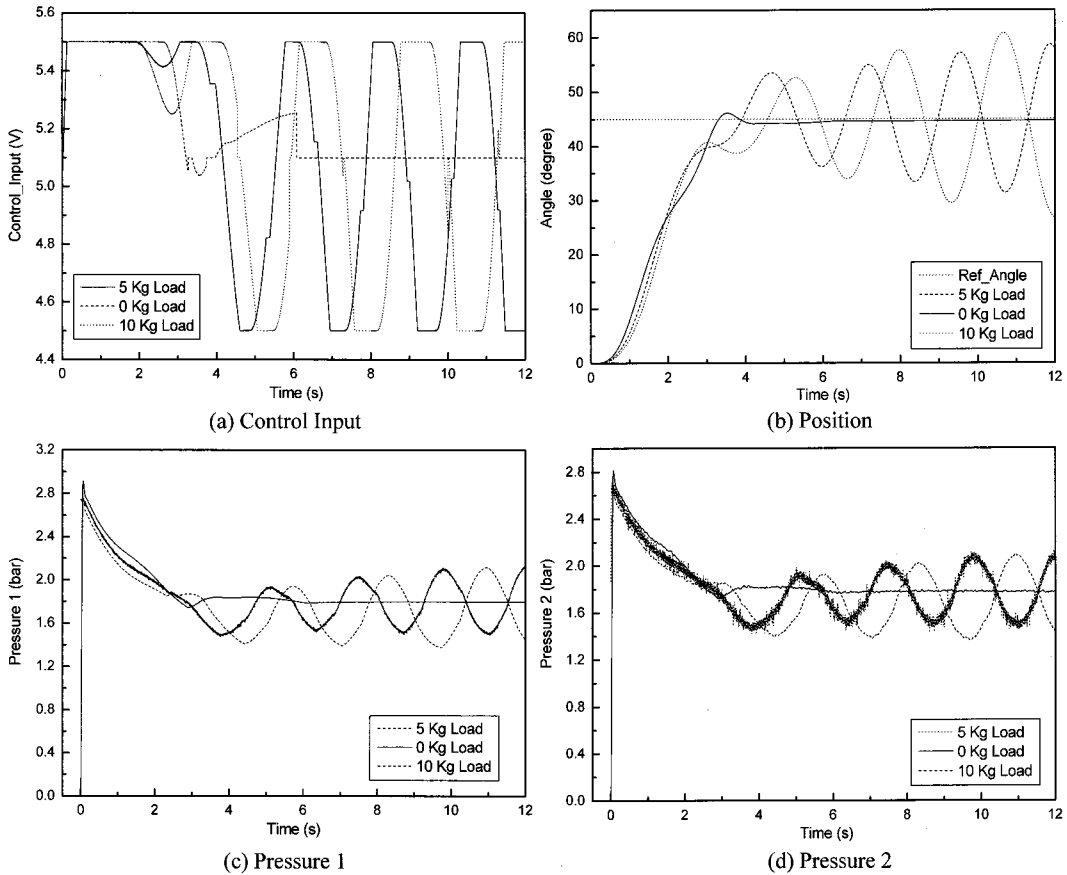 5.6
5.4
5.2
5.0
4.8
4.6
4.4
Control_Input (V)
5 Kg Load
0 Kg Load
10 Kg Load
0 2 4 6 8 10 12
Time (s)
(a) Control Input
60
50
40
30
20
10
0
Angle (degree)
Ref_Angle
5 Kg Load
0 Kg Load
10 Kg Load
0 2 4 6 8 10 12
Time (s)
(b) Position
3.2
2.8
2.4
2.0
1.6
1.2
0.8
0.4
0.0
Pressure 1 (bar)
5 Kg Load
0 Kg Load
10 Kg Load
0 2 4 6 8 10 12
Time (s)
(c) Pressure 1
2.8
2.4
2.0
1.6
1.2
0.8
0.4
0.0
Pressure 2 (bar)
5 Kg Load
0 Kg Load
10 Kg Load
0 2 4 6 8 10 12
Time (s)
(d) Pressure 2